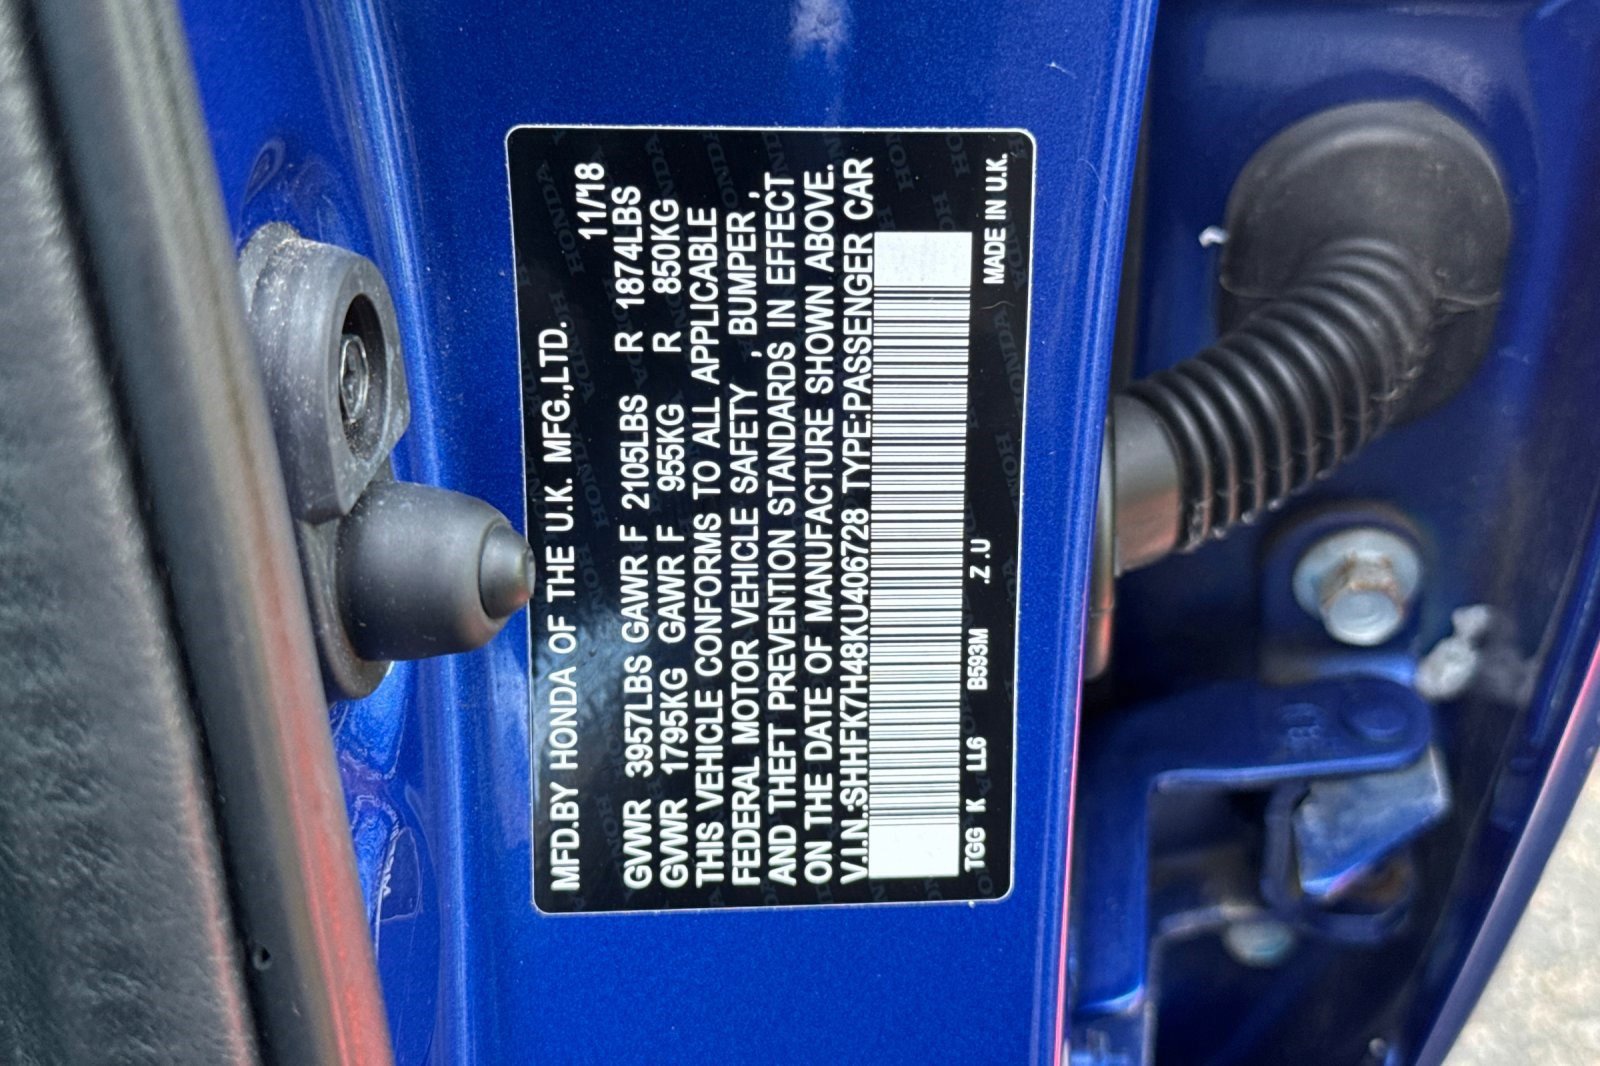 MFD.BY HONDA OF THE U.K. MFG.,LTD. 11/18
GVWR 3957LBS GAWR F 2105LBS R 1874LBS
GVWR 1795KG GAWR F 955KG R 850KG
THIS VEHICLE CONFORMS TO ALL APPLICABLE
FEDERAL MOTOR VEHICLE SAFETY , BUMPER ,
AND THEFT PREVENTION STANDARDS IN EFFECT
ON THE DATE OF MANUFACTURE SHOWN ABOVE.
V.I.N.:SHHFK7H48KU406728 TYPE:PASSENGER CAR
TGG K LL6 B593M .Z .U MADE IN U.K.